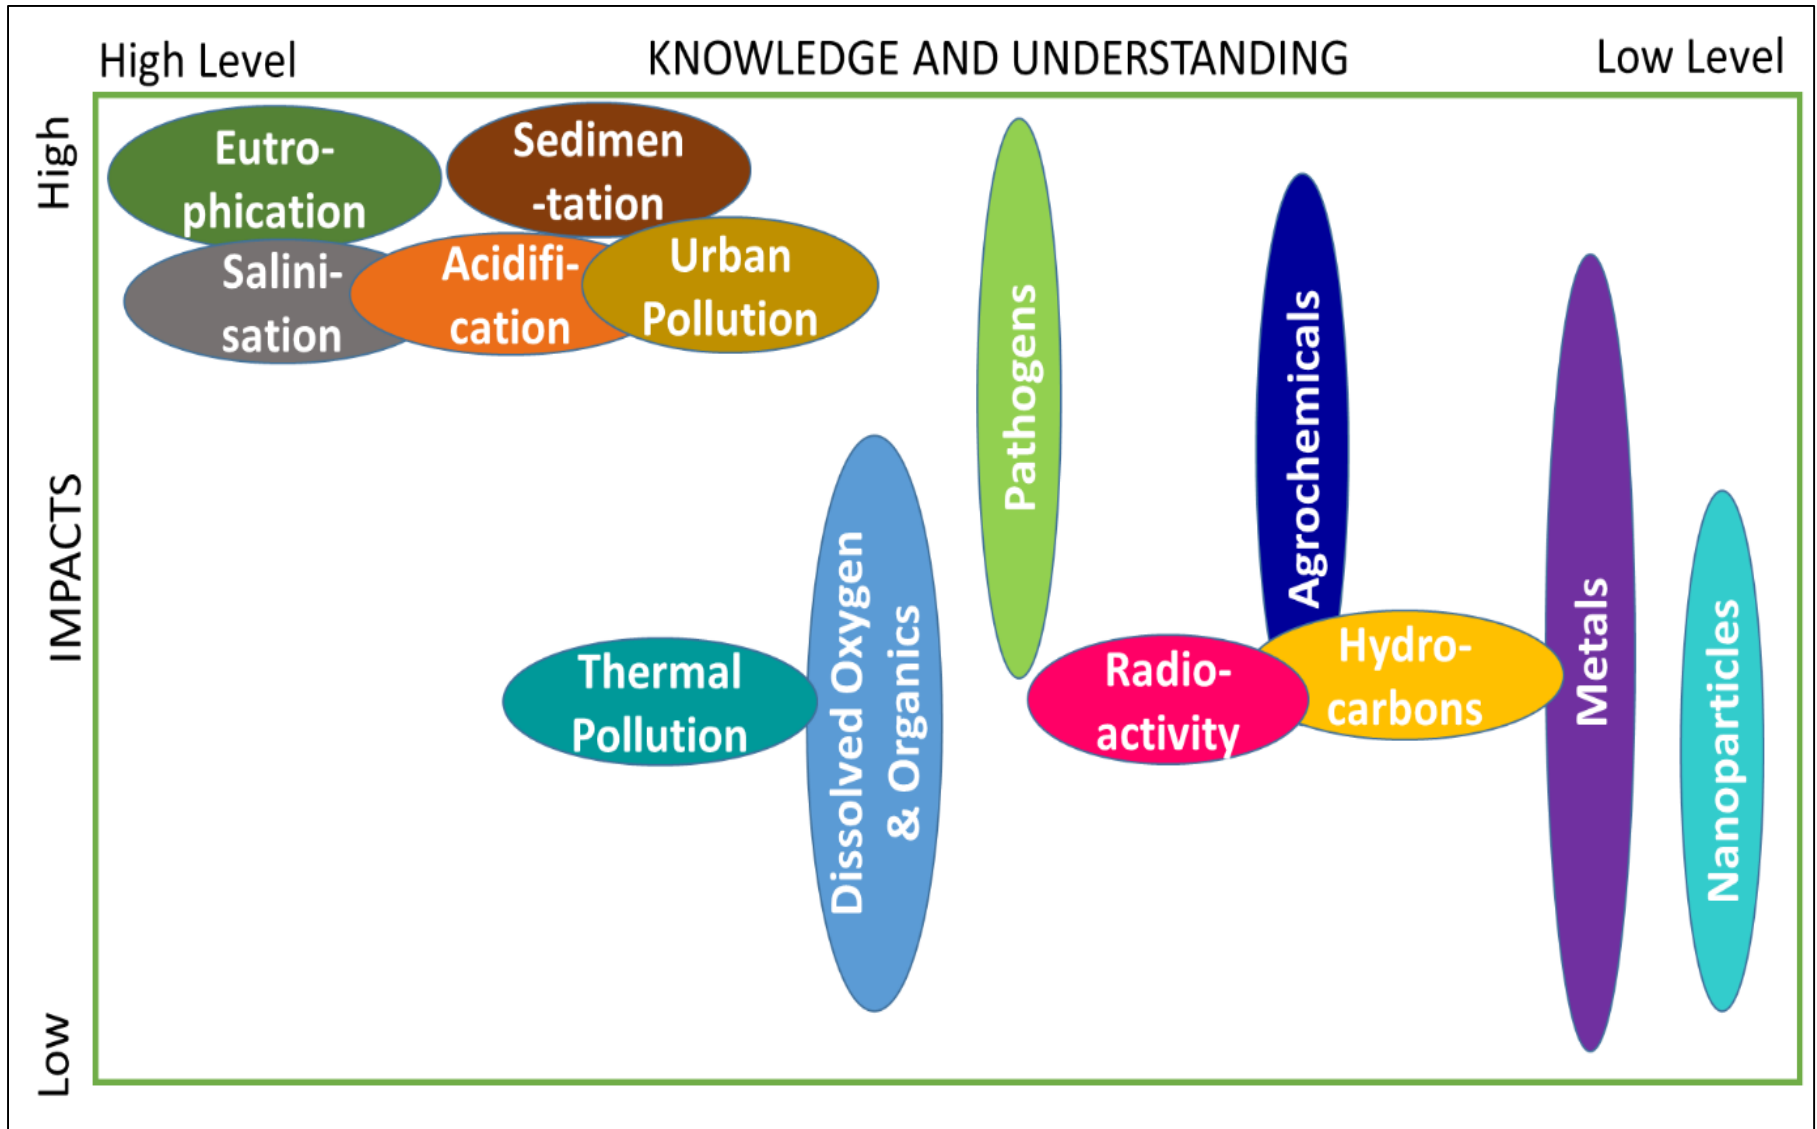 High Level
KNOWLEDGE AND UNDERSTANDING
Low Level
High
IMPACTS
Low
Eutro-
phication
Sedimen
-tation
Salini-
sation
Acidifi-
cation
Urban
Pollution
Pathogens
Agrochemicals
Metals
Nanoparticles
Dissolved Oxygen
& Organics
Thermal
Pollution
Radio-
activity
Hydro-
carbons